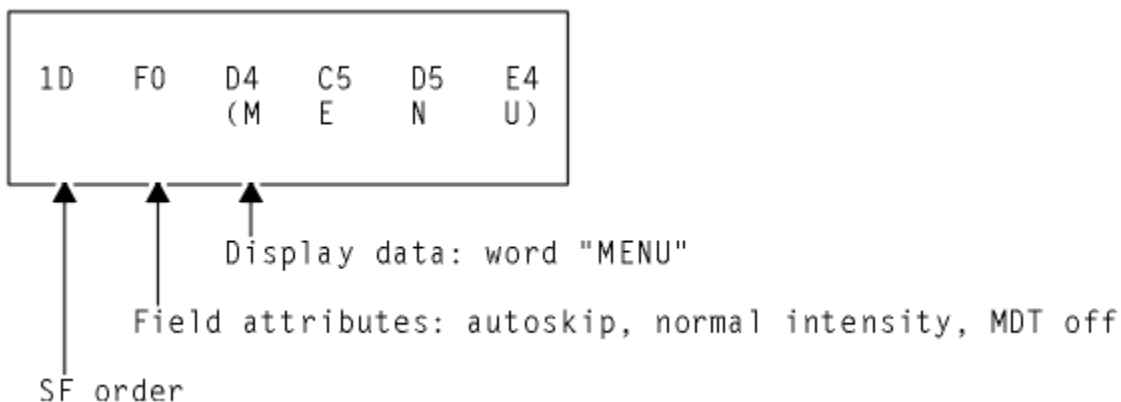 1D F0 D4 C5 D5 E4
(M E N U)
Display data: word "MENU"
Field attributes: autoskip, normal intensity, MDT off
SF order